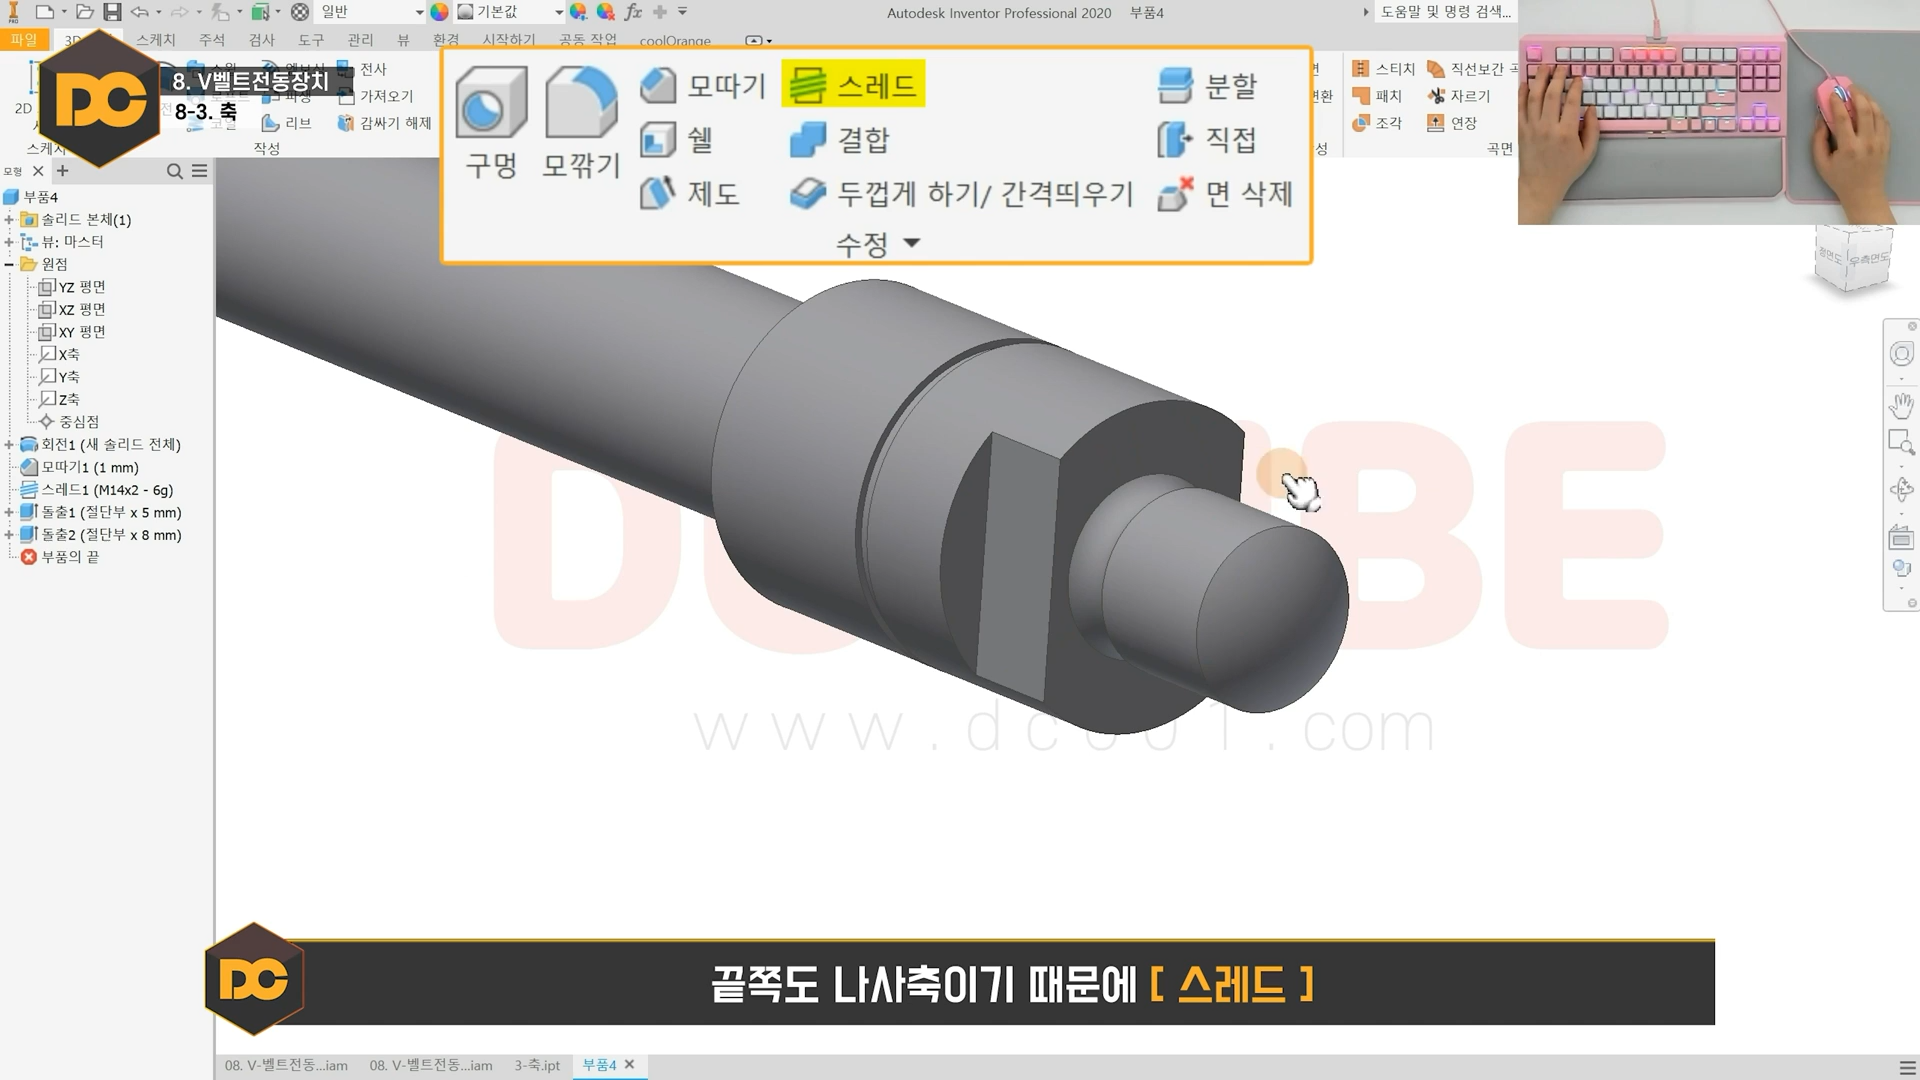 일반
기본값
Autodesk Inventor Professional 2020 부품4
도움말 및 명령 검색...
파일
스케치 주석 검사 도구 관리 뷰 환경 시작하기 공동 작업 coolOrange
DC
8. V벨트전동장치
8-3. 축
전사
가져오기
리브
감싸기 해제
작성
구멍
모깎기
모따기
쉘
제도
스레드
결합
두껍게 하기/ 간격띄우기
분할
직접
면 삭제
수정
스티치
패치
자르기
조각
연장
곡면
모형
부품4
솔리드 본체(1)
뷰: 마스터
원점
YZ 평면
XZ 평면
XY 평면
X축
Y축
Z축
중심점
회전1 (새 솔리드 전체)
모따기1 (1 mm)
스레드1 (M14x2 - 6g)
돌출1 (절단부 x 5 mm)
돌출2 (절단부 x 8 mm)
부품의 끝
정면도
우측면도
DC
끝쪽도 나사축이기 때문에 [ 스레드 ]
08. V-벨트전동...iam
08. V-벨트전동...iam
3-축.ipt
부품4